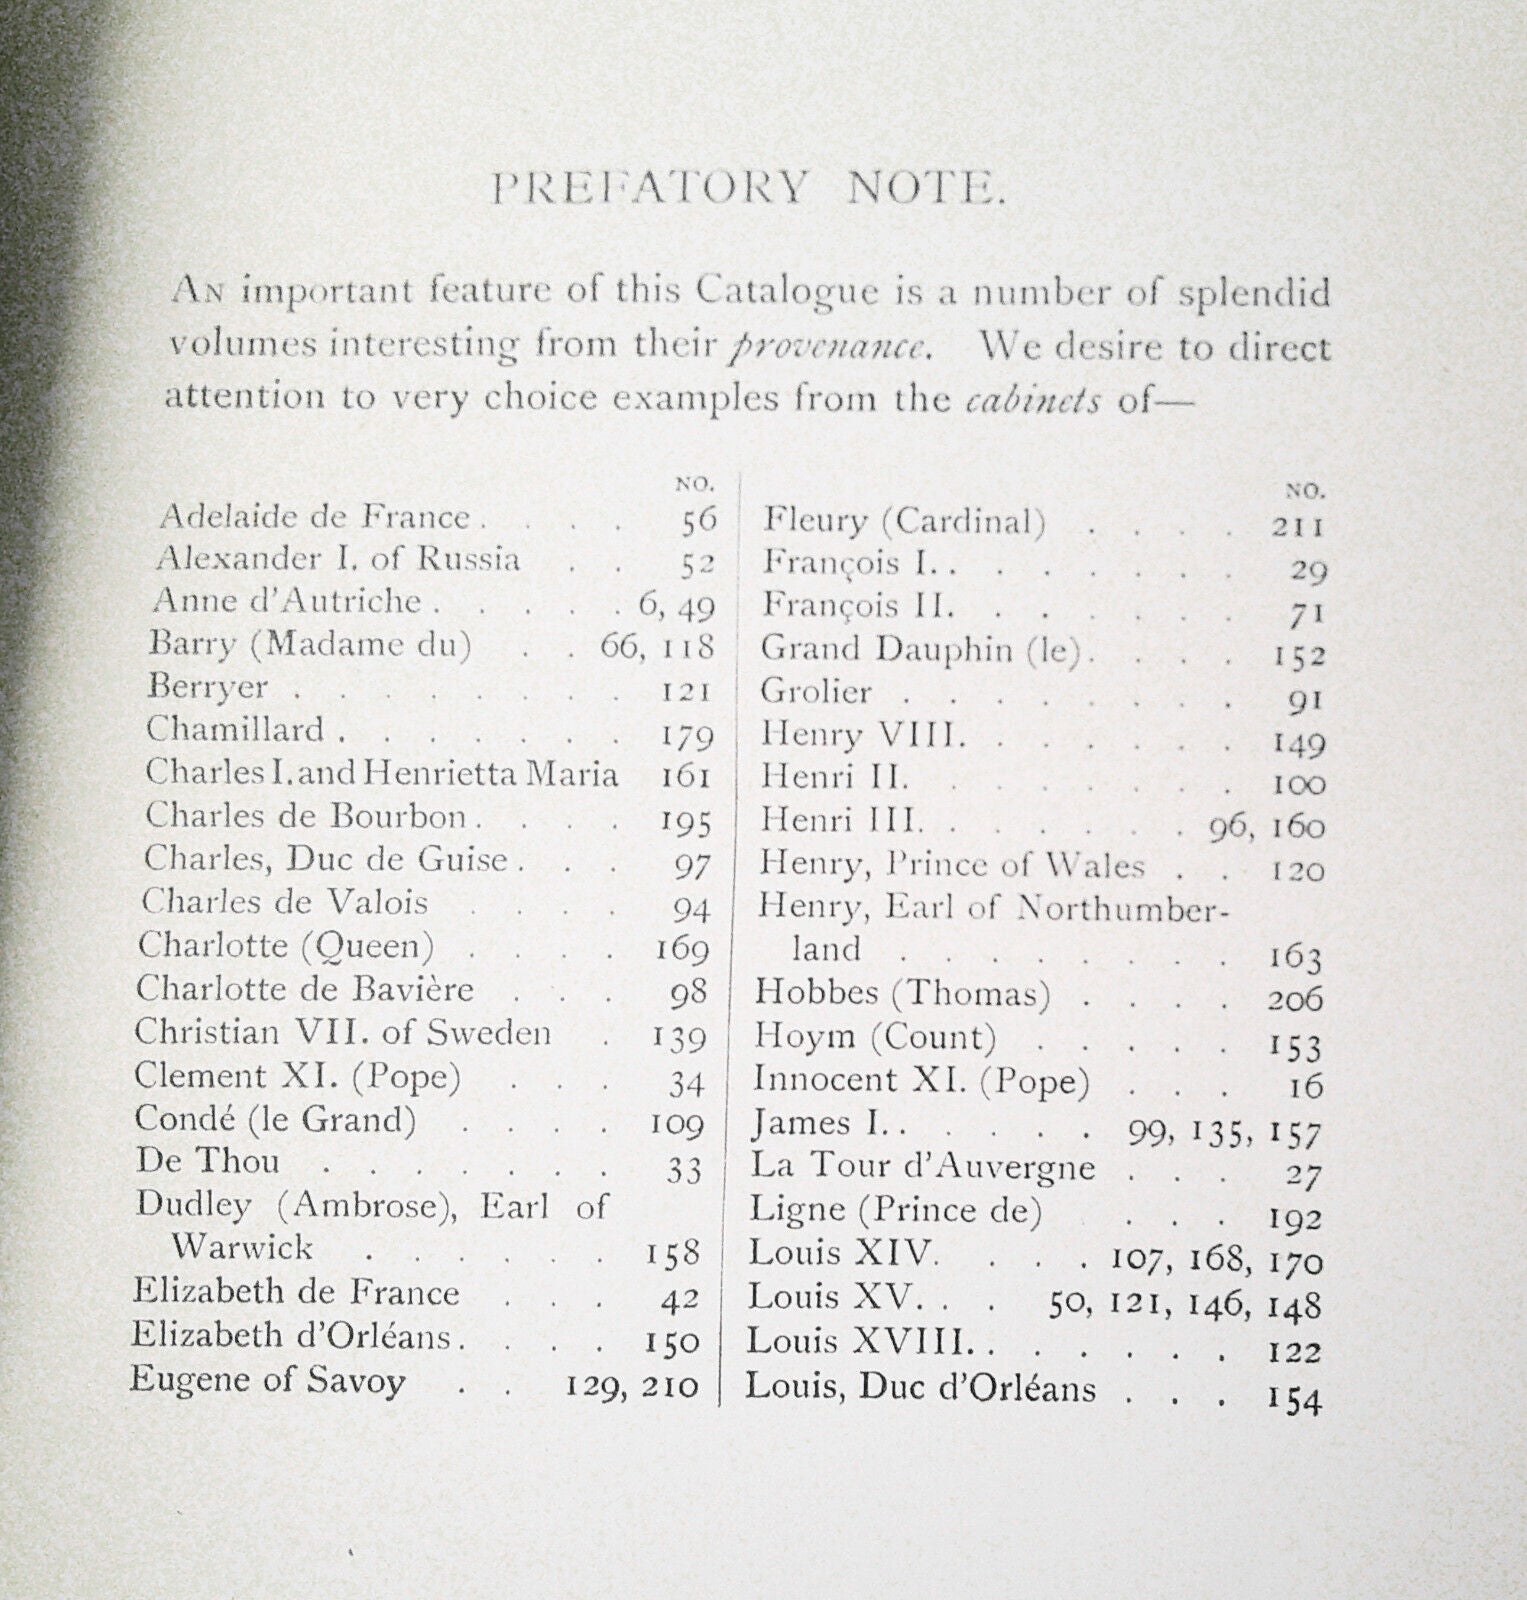 PREFATORY NOTE.
AN important feature of this Catalogue is a number of splendid
volumes interesting from their provenance. We desire to direct
attention to very choice examples from the cabinets of—
NO.
Adelaide de France . . . . 56
Alexander I. of Russia . . 52
Anne d'Autriche . . . . . 6, 49
Barry (Madame du) . . 66, 118
Berryer . . . . . . . . 121
Chamillard . . . . . . . 179
Charles I. and Henrietta Maria 161
Charles de Bourbon . . . . 195
Charles, Duc de Guise . . . 97
Charles de Valois . . . . 94
Charlotte (Queen) . . . . 169
Charlotte de Bavière . . . 98
Christian VII. of Sweden . 139
Clement XI. (Pope) . . . 34
Condé (le Grand) . . . . 109
De Thou . . . . . . . 33
Dudley (Ambrose), Earl of
Warwick . . . . . . 158
Elizabeth de France . . . 42
Elizabeth d'Orléans . . . . 150
Eugene of Savoy . . 129, 210
NO.
Fleury (Cardinal) . . . . 211
François I. . . . . . . . 29
François II. . . . . . . 71
Grand Dauphin (le) . . . . 152
Grolier . . . . . . . . 91
Henry VIII. . . . . . . 149
Henri II. . . . . . . . 100
Henri III. . . . . . . 96, 160
Henry, Prince of Wales . . 120
Henry, Earl of Northumber-
land . . . . . . . . 163
Hobbes (Thomas) . . . . 206
Hoym (Count) . . . . . 153
Innocent XI. (Pope) . . . 16
James I. . . . . . 99, 135, 157
La Tour d'Auvergne . . . 27
Ligne (Prince de) . . . 192
Louis XIV. . . . 107, 168, 170
Louis XV. . . 50, 121, 146, 148
Louis XVIII. . . . . . . 122
Louis, Duc d'Orléans . . . 154